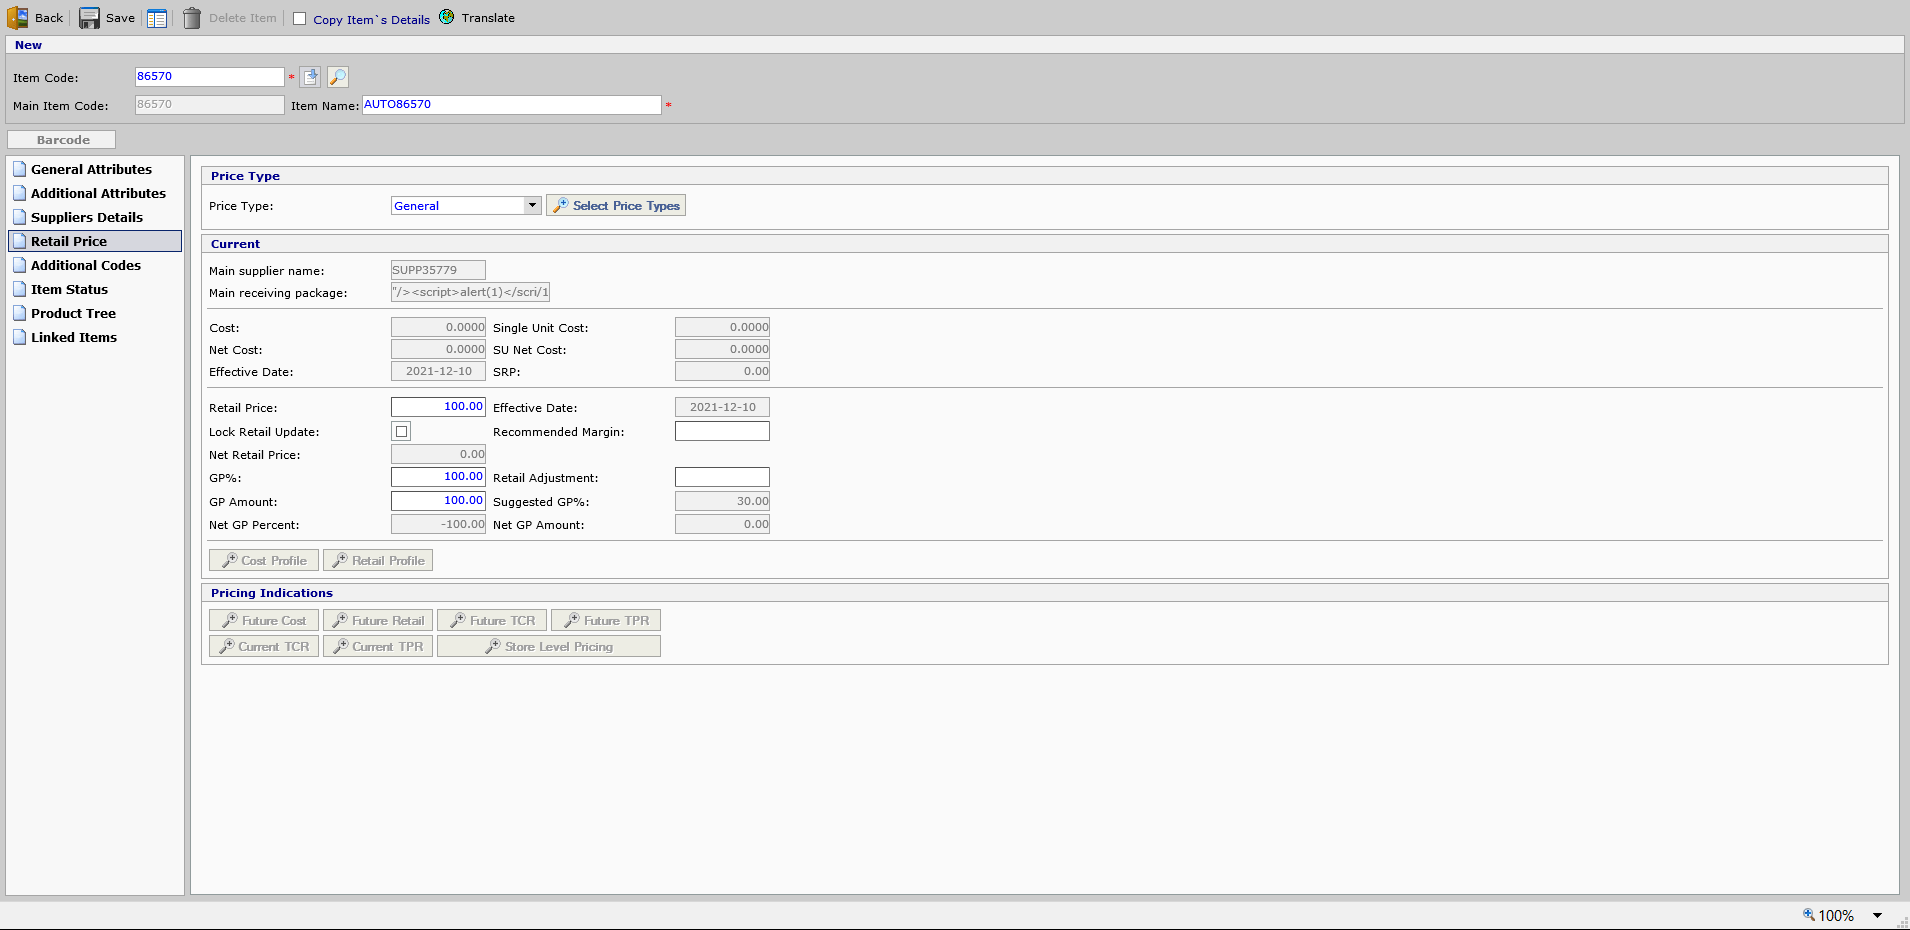 Back Save Delete Item Copy Item`s Details Translate
New
Item Code: 86570 *
Main Item Code: 86570 Item Name: AUTO86570 *
Barcode
General Attributes
Additional Attributes
Suppliers Details
Retail Price
Additional Codes
Item Status
Product Tree
Linked Items
Price Type
Price Type: General Select Price Types
Current
Main supplier name: SUPP35779
Main receiving package: "/><script>alert(1)</scri/1
Cost: 0.0000 Single Unit Cost: 0.0000
Net Cost: 0.0000 SU Net Cost: 0.0000
Effective Date: 2021-12-10 SRP: 0.00
Retail Price: 100.00 Effective Date: 2021-12-10
Lock Retail Update: Recommended Margin:
Net Retail Price: 0.00
GP%: 100.00 Retail Adjustment:
GP Amount: 100.00 Suggested GP%: 30.00
Net GP Percent: -100.00 Net GP Amount: 0.00
Cost Profile Retail Profile
Pricing Indications
Future Cost Future Retail Future TCR Future TPR
Current TCR Current TPR Store Level Pricing
100%